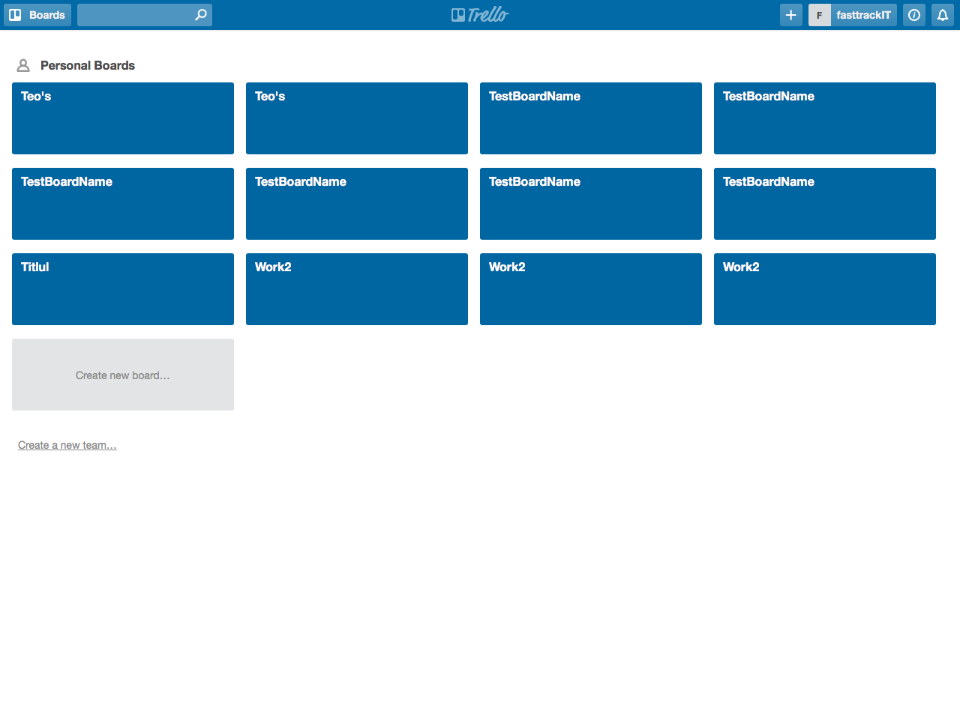 Boards Trello F fasttrackIT
Personal Boards
Teo's Teo's TestBoardName TestBoardName
TestBoardName TestBoardName TestBoardName TestBoardName
Titlul Work2 Work2 Work2
Create new board...
Create a new team...